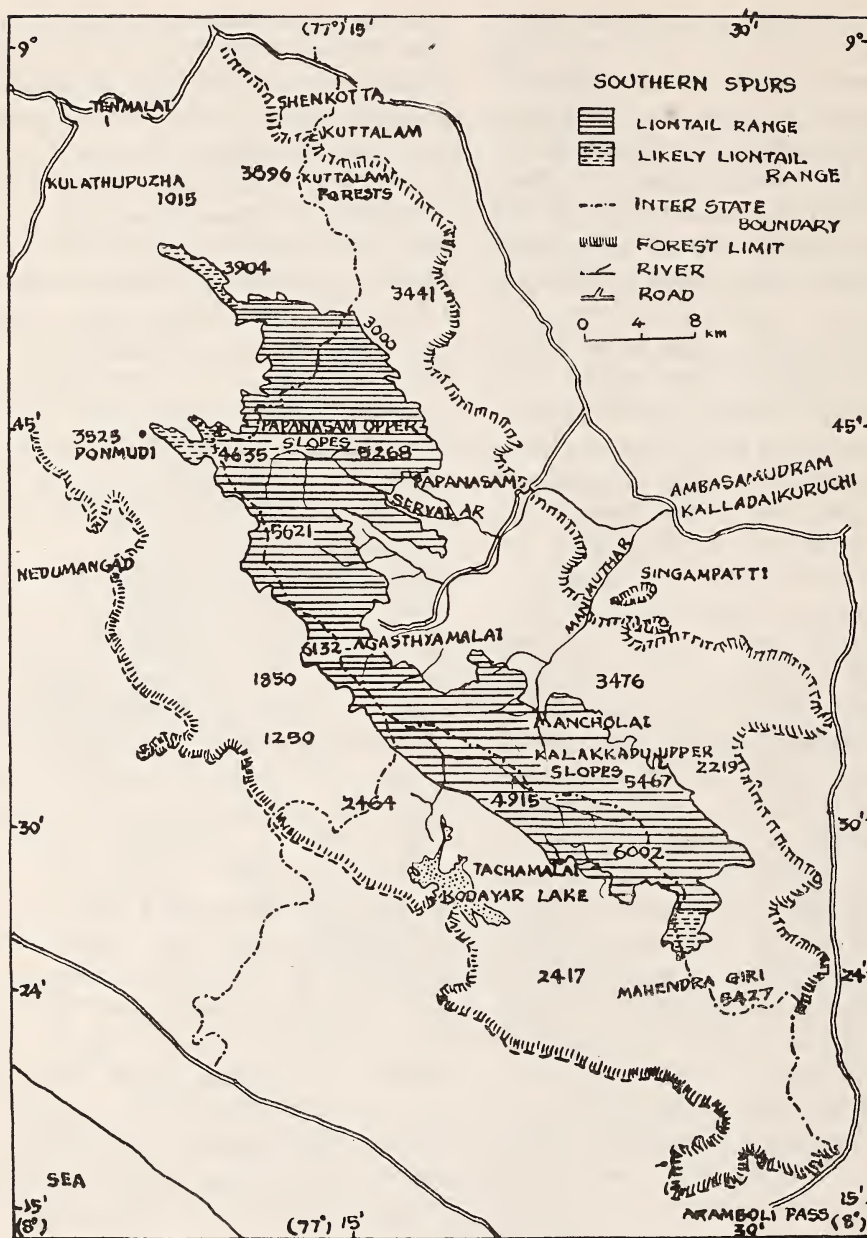 9°
(77°) 15'
30'
9°
SOUTHERN SPURS
LIONTAIL RANGE
LIKELY LIONTAIL
RANGE
INTER STATE
BOUNDARY
FOREST LIMIT
RIVER
ROAD
0 4 8
KM
TENMALAI
SHENKOTTA
KUTTALAM
3896
KUTTALAM
FORESTS
KULATHUPUZHA
1015
3904
3441
3000
45'
45'
3523
PONMUDI
PAPANASAM UPPER
SLOPES
4635
5268
PAPANASAM
SERVALAR
AMBASAMUDRAM
KALLADAIKURUCHI
5621
NEDUMANGAD
MANIMUTHAR
SINGAMPATTI
6132
AGASTHYAMALAI
1850
3476
1250
MANCHOLAI
KALAKKADU UPPER
SLOPES
5467
2219
2464
4915
30'
30'
6002
TACHAMALAI
KODAYAR LAKE
24'
24'
2417
MAHENDRA GIRI
5427
SEA
15'
(8°)
(77°) 15'
ARAMBOLI PASS
30'
15'
(8°)